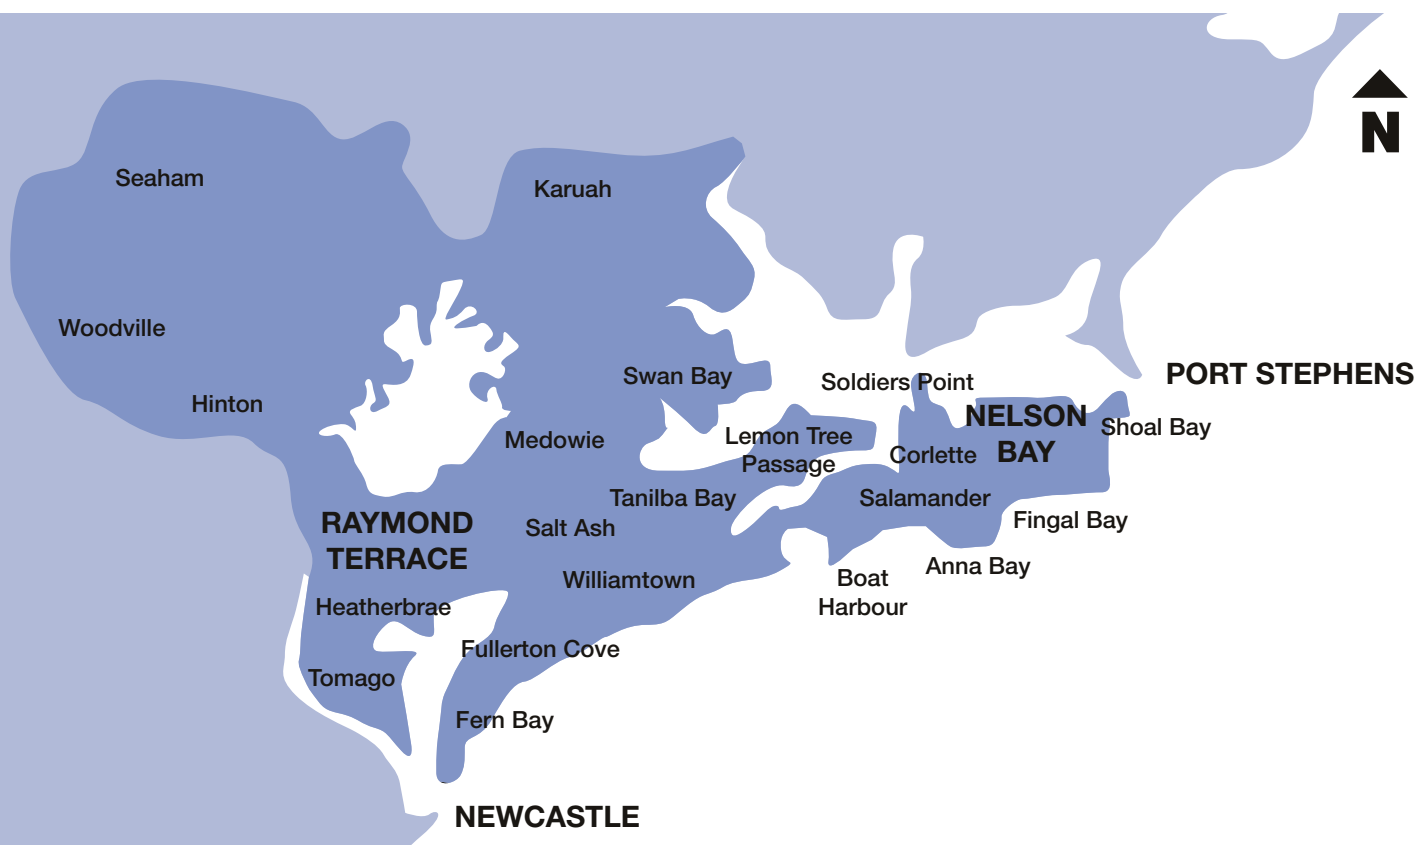 N
Seaham
Karuah
Woodville
PORT STEPHENS
Swan Bay
Soldiers Point
Hinton
NELSON
BAY
Shoal Bay
Medowie
Lemon Tree
Passage
Corlette
Tanilba Bay
Salamander
RAYMOND
TERRACE
Salt Ash
Fingal Bay
Anna Bay
Williamtown
Boat
Harbour
Heatherbrae
Fullerton Cove
Tomago
Fern Bay
NEWCASTLE